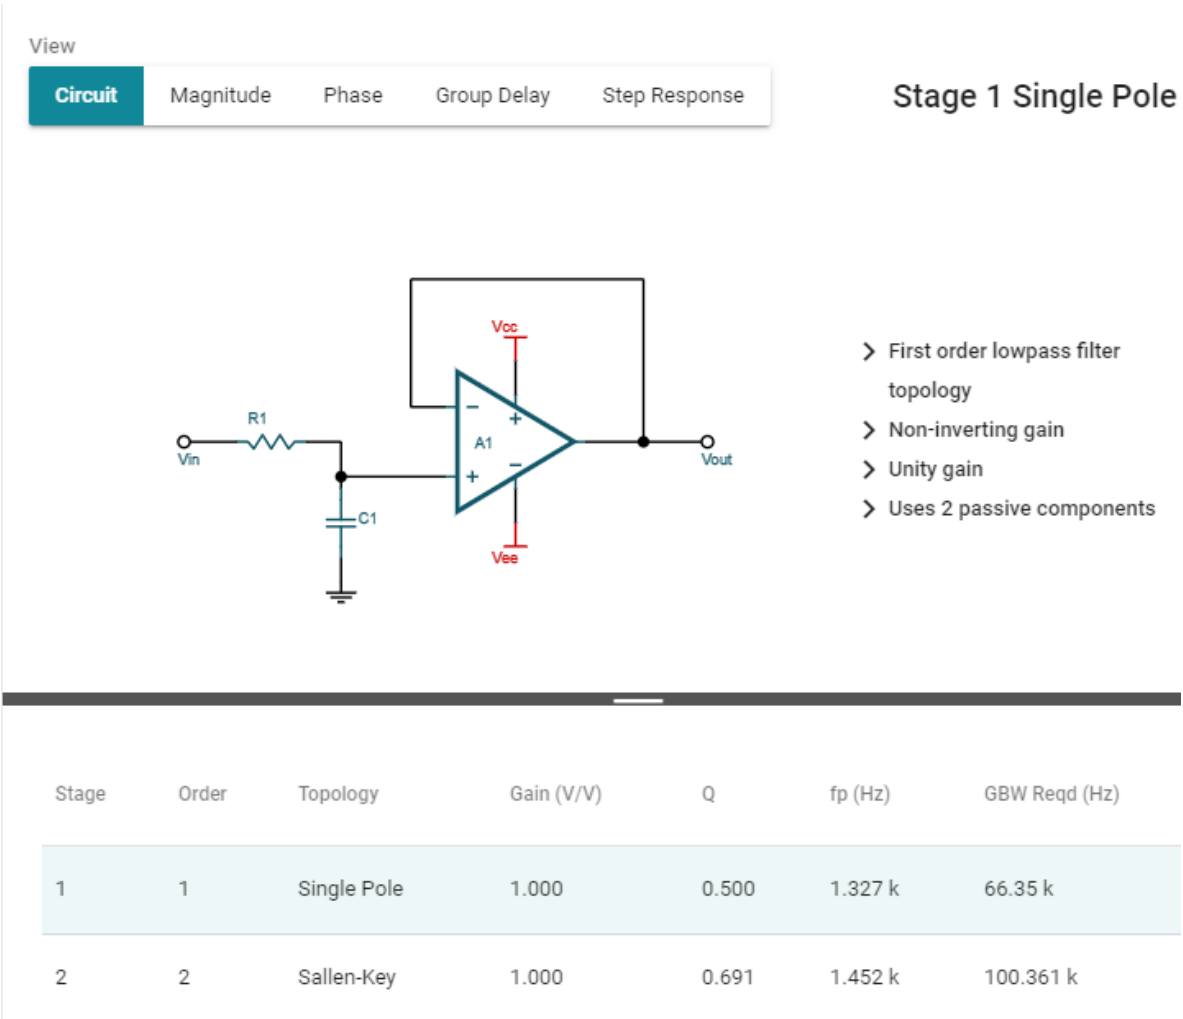 View
Circuit Magnitude Phase Group Delay Step Response
Stage 1 Single Pole
Vcc
R1
A1
Vin
Vout
C1
Vee
First order lowpass filter
topology
Non-inverting gain
Unity gain
Uses 2 passive components
Stage Order Topology Gain (V/V) Q fp (Hz) GBW Reqd (Hz)
1 1 Single Pole 1.000 0.500 1.327 k 66.35 k
2 2 Sallen-Key 1.000 0.691 1.452 k 100.361 k